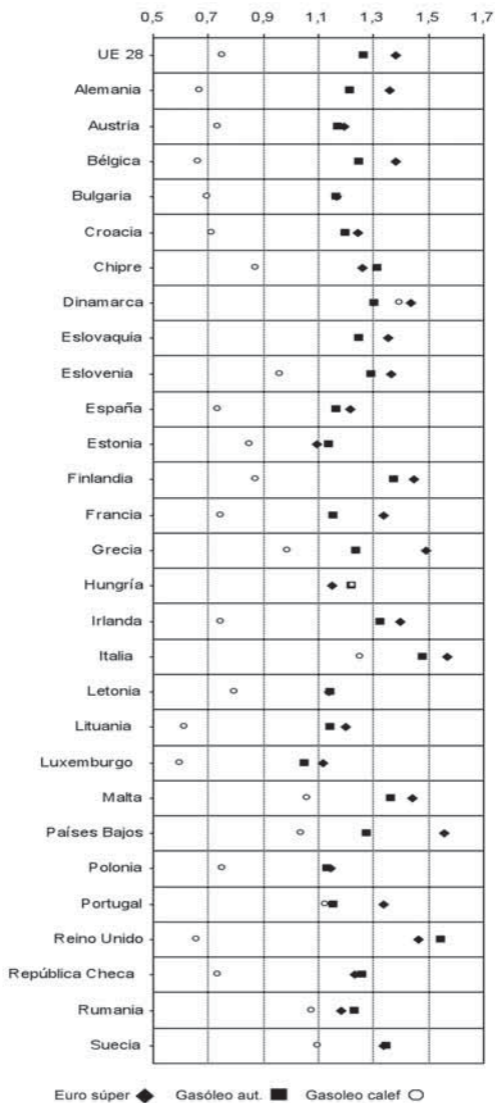 0,5 0,7 0,9 1,1 1,3 1,5 1,7
UE 28
Alemania
Austria
Bélgica
Bulgaria
Croacia
Chipre
Dinamarca
Eslovaquia
Eslovenia
España
Estonia
Finlandia
Francia
Grecia
Hungría
Irlanda
Italia
Letonia
Lituania
Luxemburgo
Malta
Países Bajos
Polonia
Portugal
Reino Unido
República Checa
Rumania
Suecia
Euro súper Gasóleo aut. Gasoleo calef